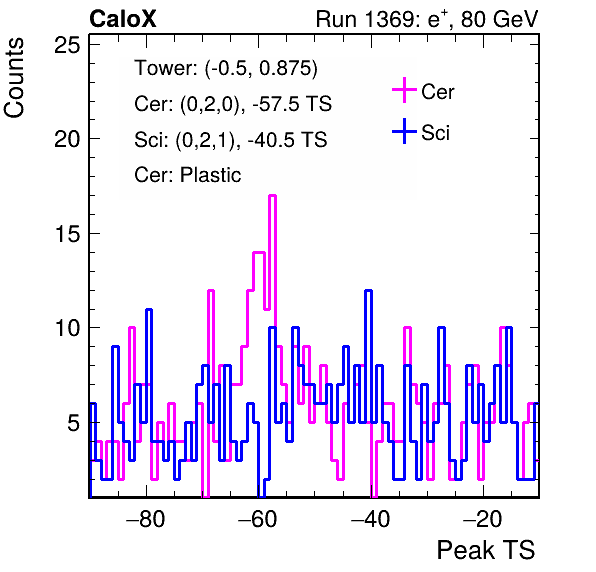 CaloX Run 1369: e⁺, 80 GeV
Counts
25
20
15
10
5
Tower: (-0.5, 0.875)
Cer: (0,2,0), -57.5 TS
Sci: (0,2,1), -40.5 TS
Cer: Plastic
Cer
Sci
−80 −60 −40 −20
Peak TS